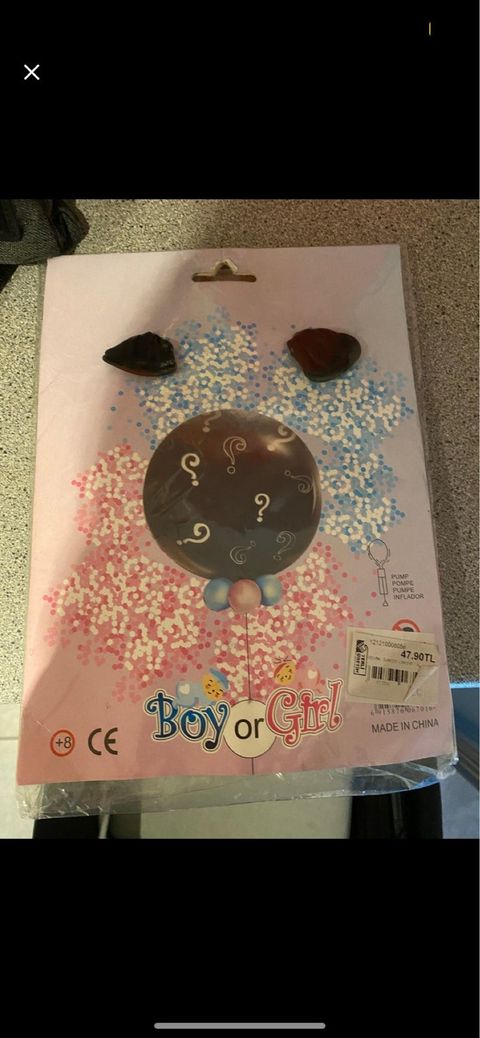 PUMP
POMPE
PUMPE
INFLADOR
47,90TL
Boy or Girl
+8 CE
MADE IN CHINA